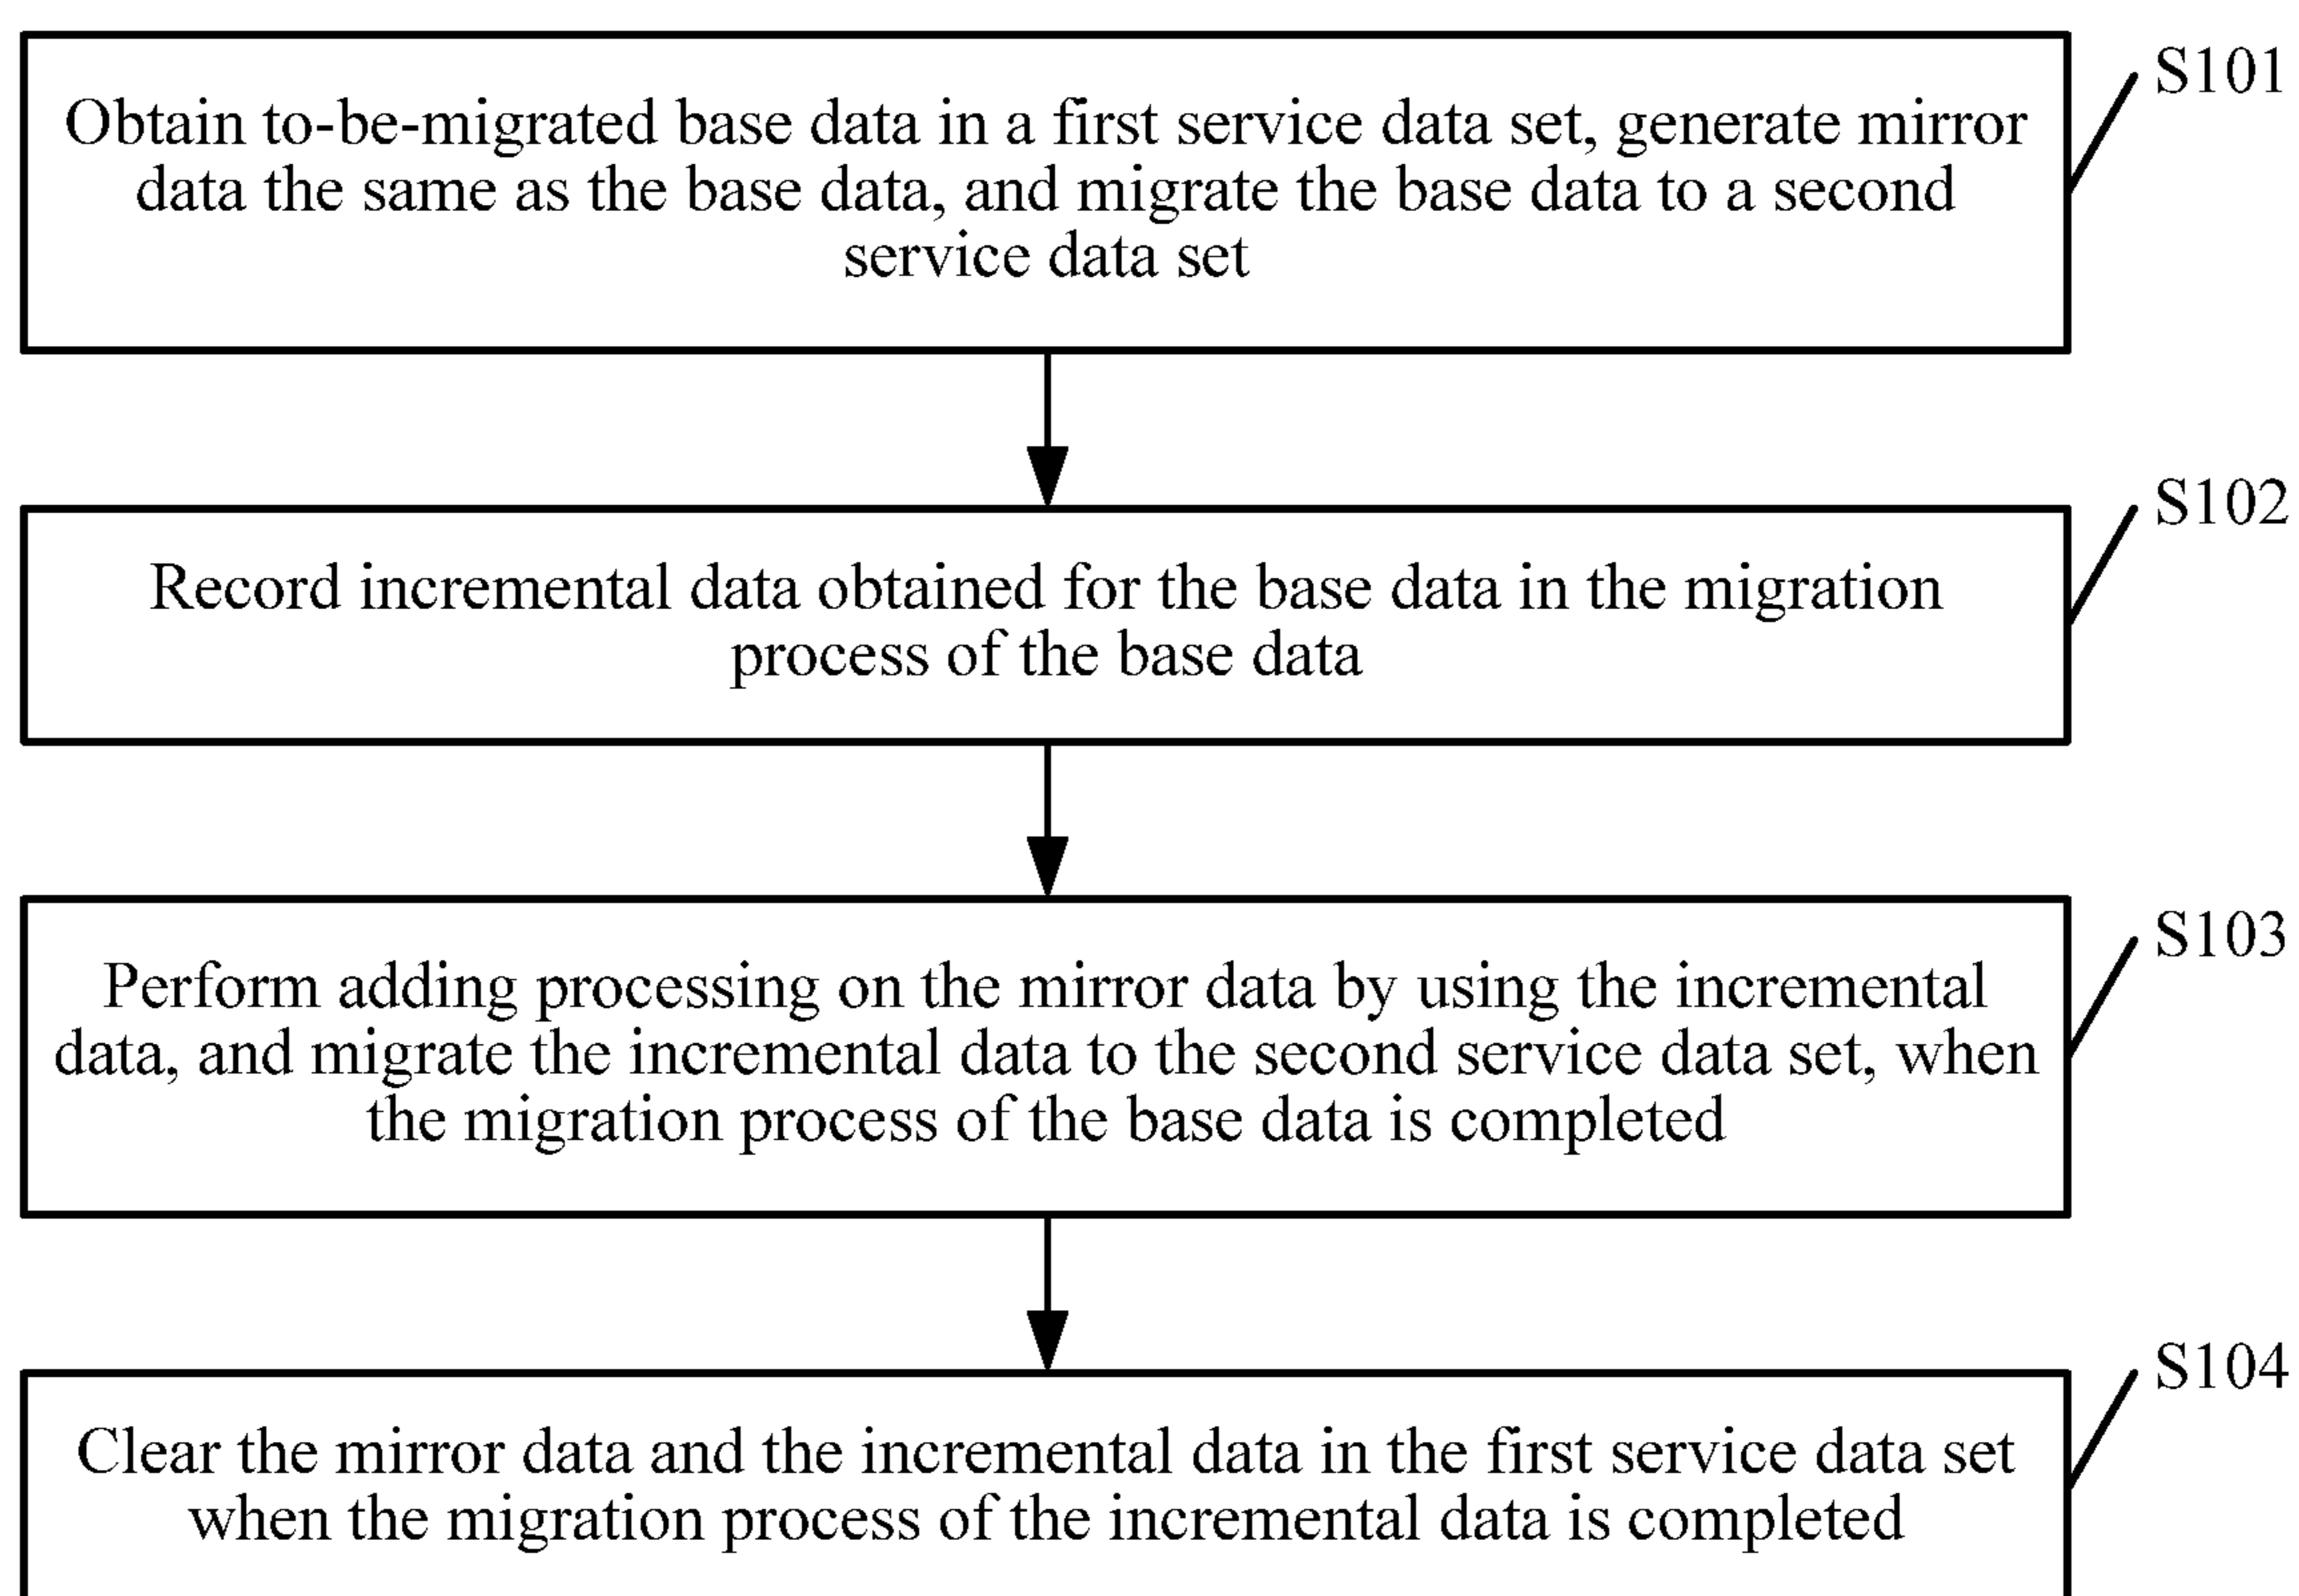 S101
Obtain to-be-migrated base data in a first service data set, generate mirror
data the same as the base data, and migrate the base data to a second
service data set
S102
Record incremental data obtained for the base data in the migration
process of the base data
S103
Perform adding processing on the mirror data by using the incremental
data, and migrate the incremental data to the second service data set, when
the migration process of the base data is completed
S104
Clear the mirror data and the incremental data in the first service data set
when the migration process of the incremental data is completed